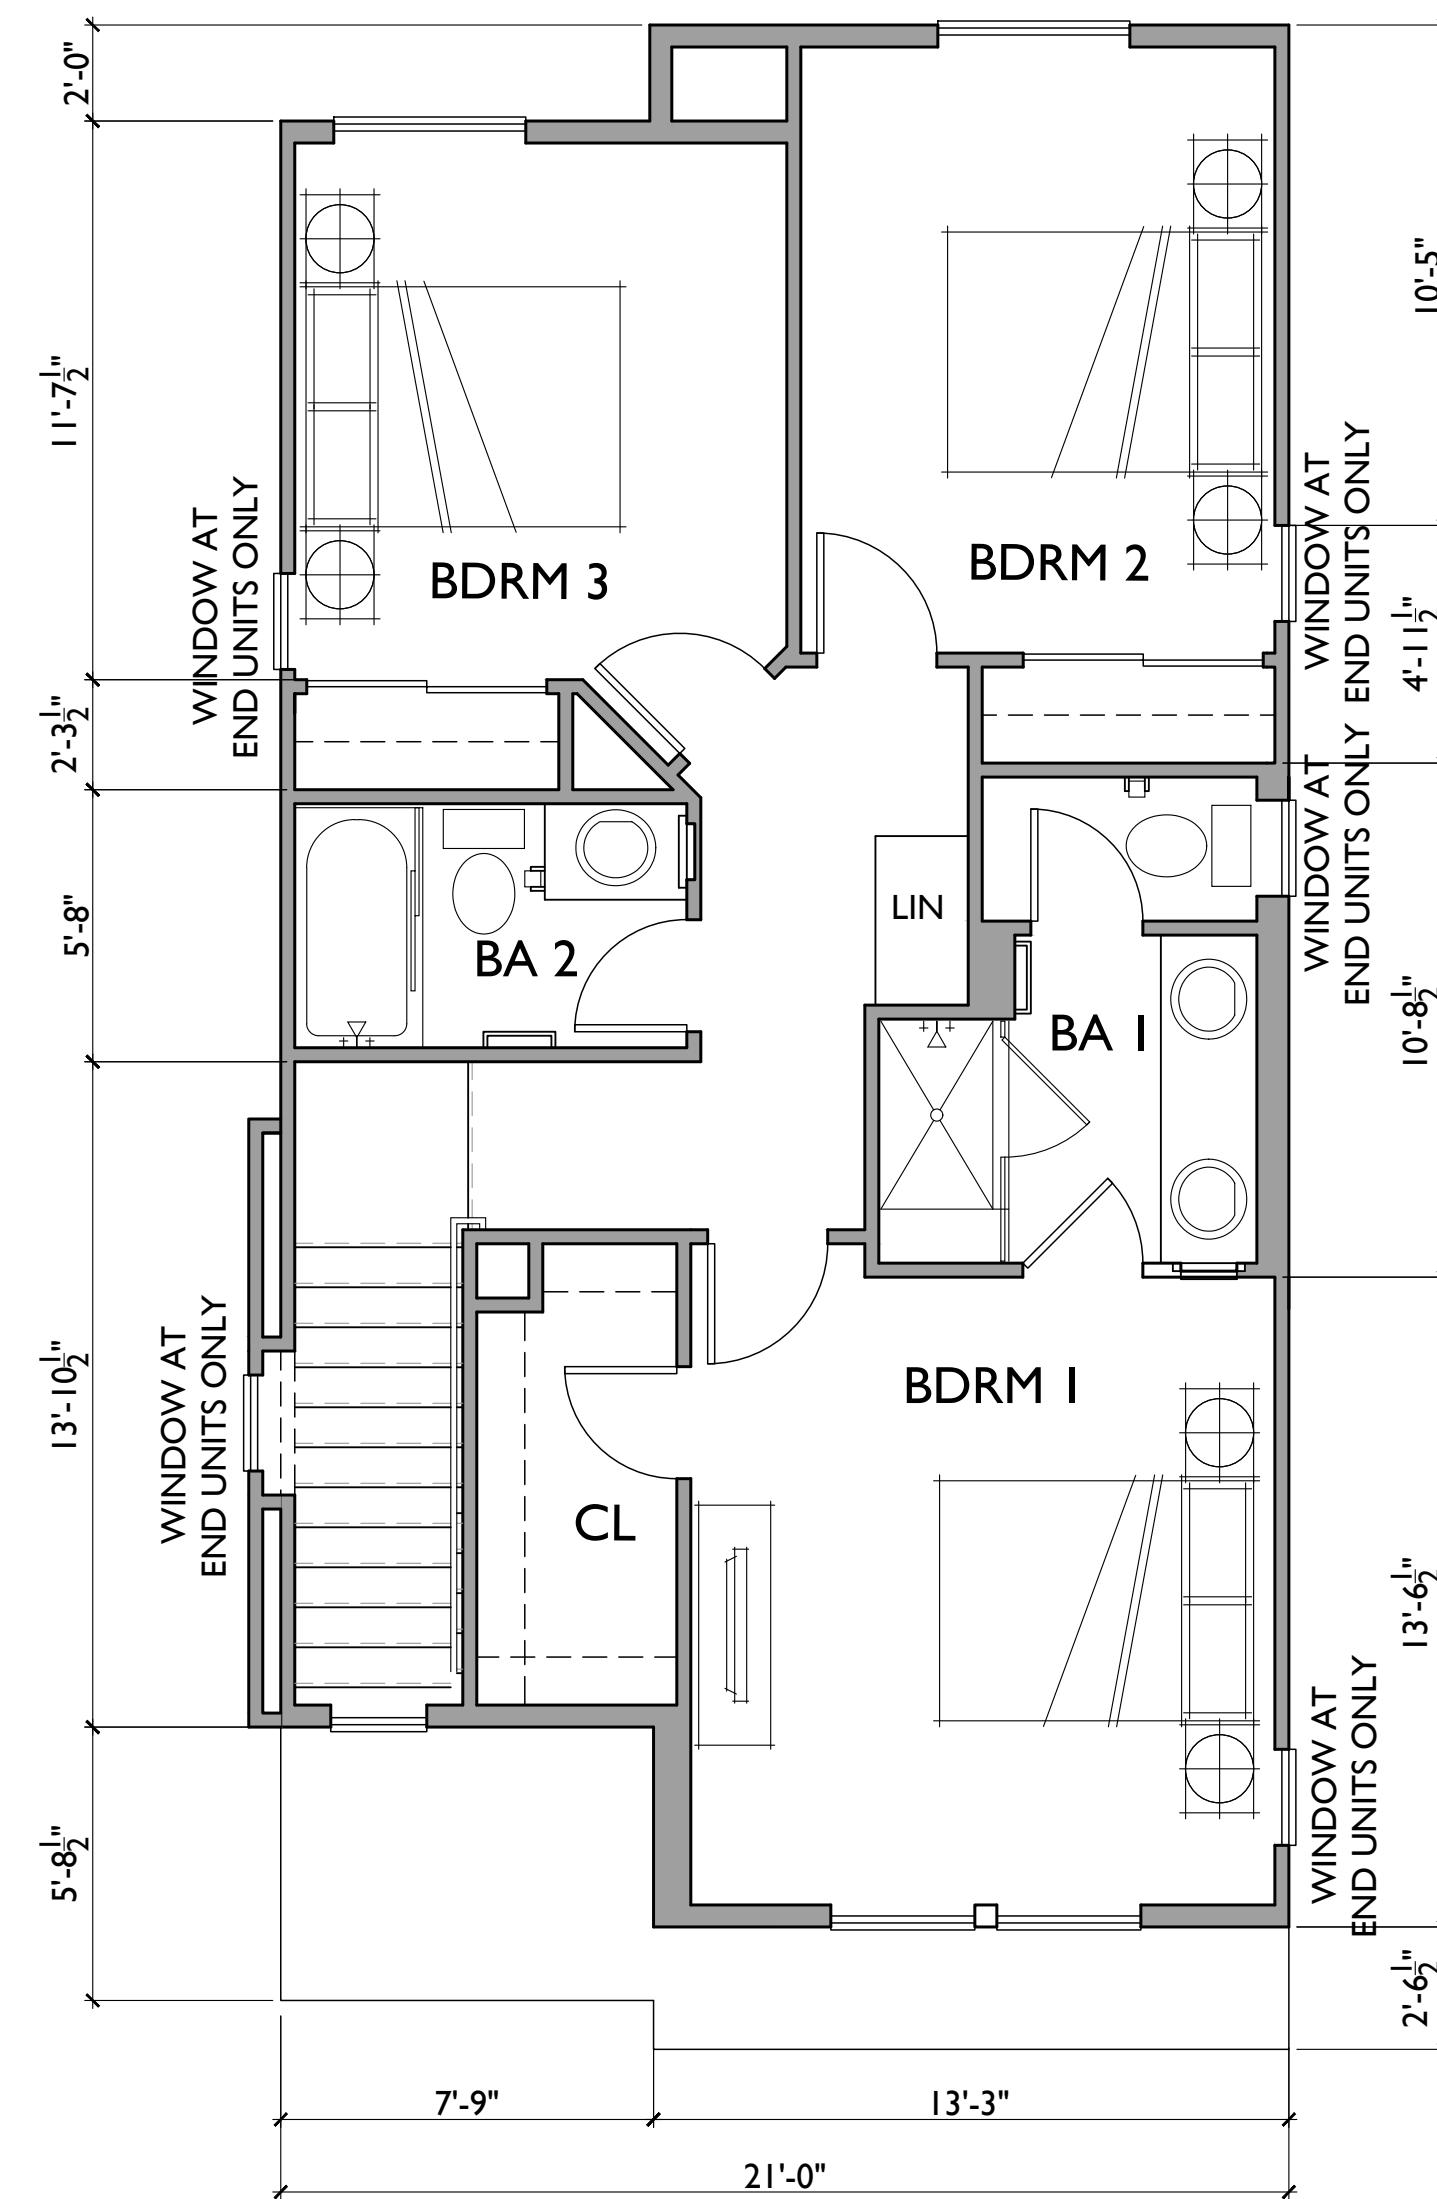 2'-0"
10'-5"
11'-7 1/2"
WINDOW AT
END UNITS ONLY
WINDOW AT
END UNITS ONLY
BDRM 3
BDRM 2
4'-1 1/2"
2'-3 1/2"
WINDOW AT
END UNITS ONLY
5'-8"
LIN
BA 2
BA 1
10'-8 1/2"
WINDOW AT
END UNITS ONLY
13'-10 1/2"
BDRM 1
CL
13'-6 1/2"
WINDOW AT
END UNITS ONLY
5'-8 1/2"
2'-6 1/2"
7'-9"
13'-3"
21'-0"